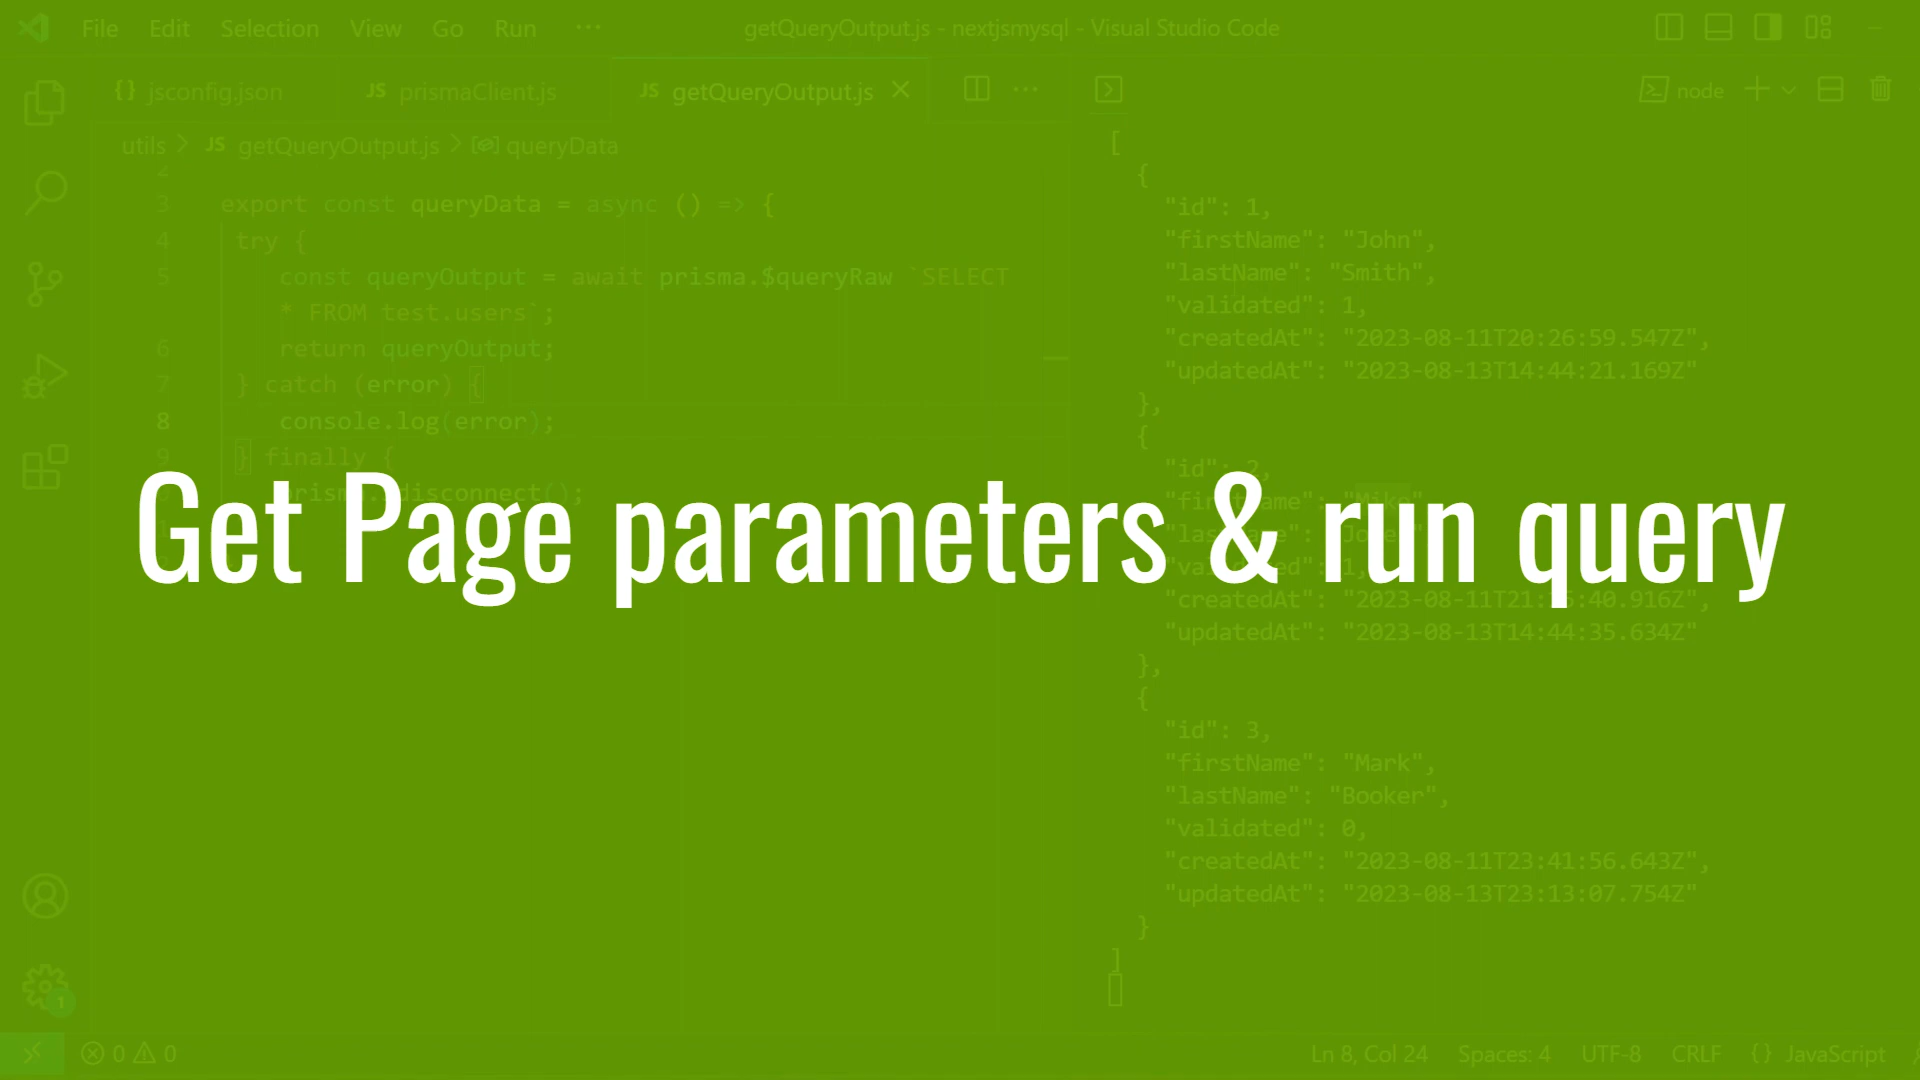 File Edit Selection View Go Run ...
getQueryOutput.js - nextjsmysql - Visual Studio Code
{} jsconfig.json
JS prismaClient.js
JS getQueryOutput.js
node
utils > JS getQueryOutput.js > queryData
2
3 export const queryData = async () => {
4 try {
5 const queryOutput = await prisma.$queryRaw `SELECT
* FROM test.users`;
6 return queryOutput;
7 } catch (error) {
8 console.log(error);
9 } finally {
disconnect();
[
{
"id": 1,
"firstName": "John",
"lastName": "Smith",
"validated": 1,
"createdAt": "2023-08-11T20:26:59.547Z",
"updatedAt": "2023-08-13T14:44:21.169Z"
},
{
"id": 2,
Get Page parameters & run query
"createdAt":
"updatedAt": "2023-08-13T14:44:35.634Z"
},
{
"id": 3,
"firstName": "Mark",
"lastName": "Booker",
"validated": 0,
"createdAt": "2023-08-11T23:41:56.643Z",
"updatedAt": "2023-08-13T23:13:07.754Z"
}
]
1
0 0
Ln 8, Col 24 Spaces: 4 UTF-8 CRLF {} JavaScript